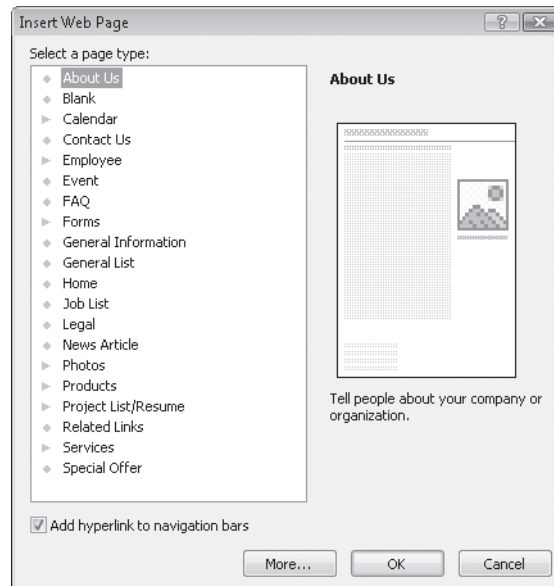 Insert Web Page
Select a page type:
About Us
Blank
Calendar
Contact Us
Employee
Event
FAQ
Forms
General Information
General List
Home
Job List
Legal
News Article
Photos
Products
Project List/Resume
Related Links
Services
Special Offer
About Us
Tell people about your company or
organization.
Add hyperlink to navigation bars
More...
OK
Cancel